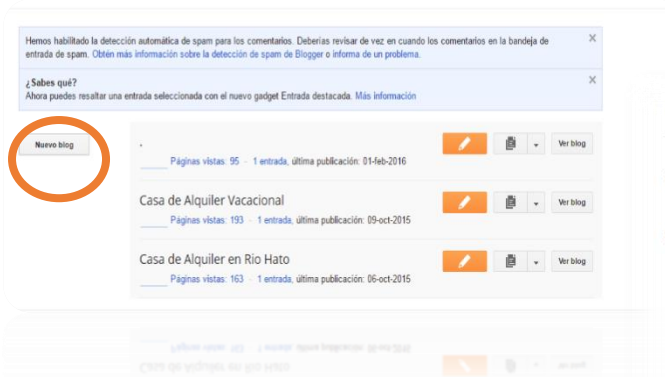 Hemos habilitado la detección automática de spam para los comentarios. Deberías revisar de vez en cuando los comentarios en la bandeja de
entrada de spam. Obtén más información sobre la detección de spam de Blogger o informa de un problema.
¿Sabes qué?
Ahora puedes resaltar una entrada seleccionada con el nuevo gadget Entrada destacada. Más información
Nuevo blog
.
Ver blog
Páginas vistas: 95 - 1 entrada, última publicación: 01-feb-2016
Casa de Alquiler Vacacional
Ver blog
Páginas vistas: 193 - 1 entrada, última publicación: 09-oct-2015
Casa de Alquiler en Rio Hato
Ver blog
Páginas vistas: 163 - 1 entrada, última publicación: 06-oct-2015